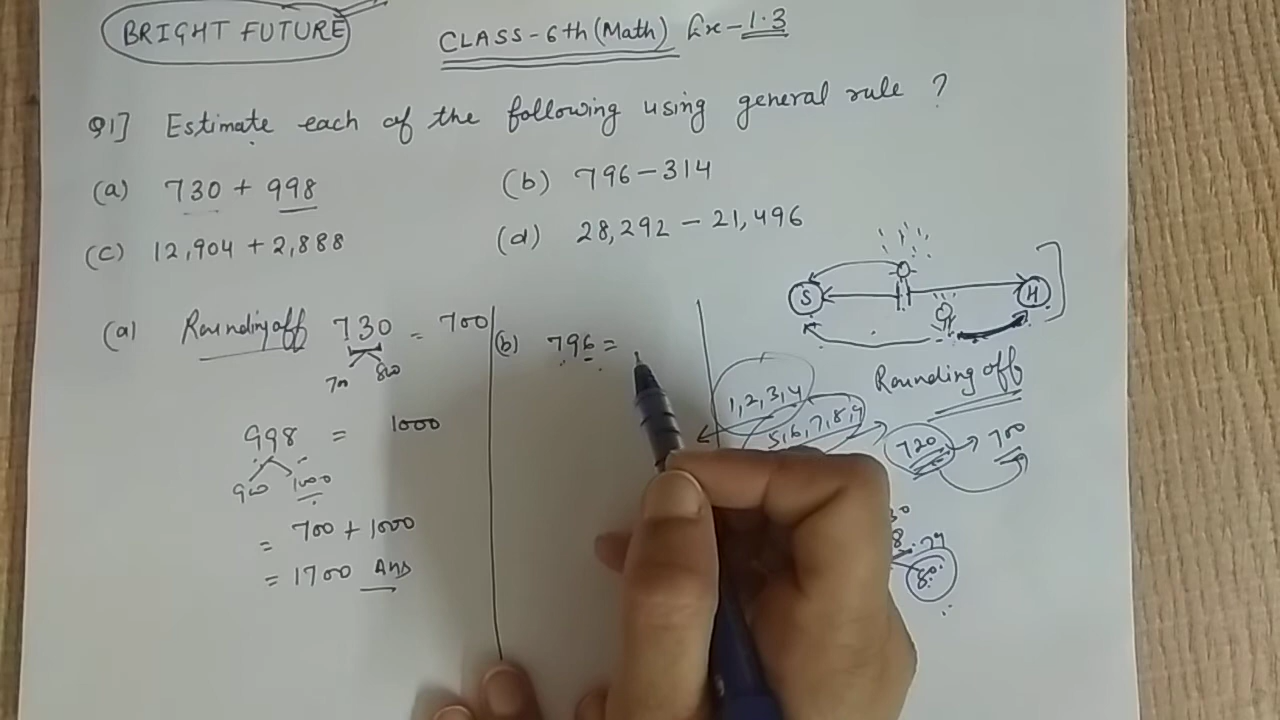 BRIGHT FUTURE
CLASS-6th (Math) Ex-1.3
Q1] Estimate each of the following using general rule ?
(a) 730 + 998
(b) 796 - 314
(c) 12,904 + 2,888
(d) 28,292 - 21,496
S H
(a) Rounding off 730 = 700
700 800
998 = 1000
900 1000
= 700 + 1000
= 1700 Ans
(b) 796 =
Rounding off
1,2,3,4
5,6,7,8,9
720 → 700
79
80